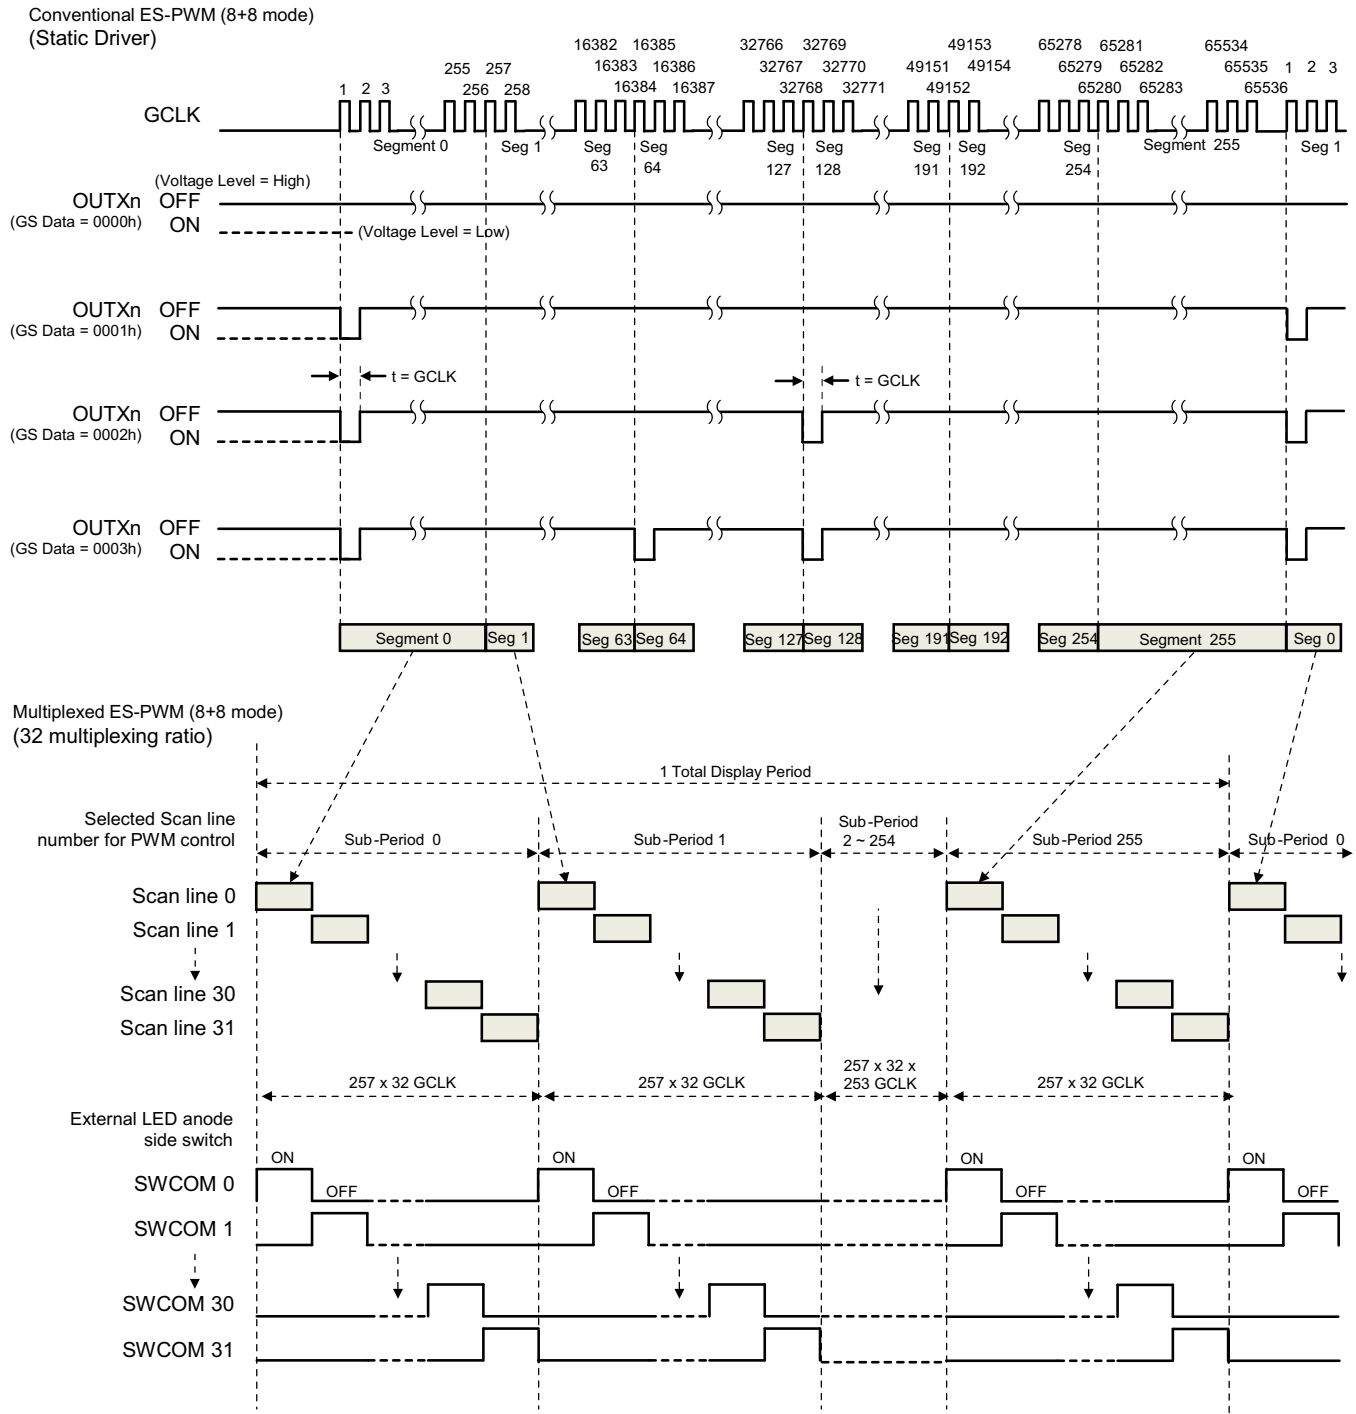 Conventional ES-PWM (8+8 mode)
(Static Driver)
16382 16385 32766 32769 49153 65278 65281 65534
255 257 16383 16386 32767 32770 49151 49154 65279 65282 65535 1 2 3
1 2 3 256 258 16384 16387 32768 32771 49152 65280 65283 65536
GCLK
Segment 0 Seg 1 Seg 63 Seg 64 Seg 127 Seg 128 Seg 191 Seg 192 Seg 254 Segment 255 Seg 1
(Voltage Level = High)
OUTXn OFF
(GS Data = 0000h) ON
(Voltage Level = Low)
OUTXn OFF
(GS Data = 0001h) ON
t = GCLK t = GCLK
OUTXn OFF
(GS Data = 0002h) ON
OUTXn OFF
(GS Data = 0003h) ON
Segment 0 Seg 1 Seg 63 Seg 64 Seg 127 Seg 128 Seg 191 Seg 192 Seg 254 Segment 255 Seg 0
Multiplexed ES-PWM (8+8 mode)
(32 multiplexing ratio)
1 Total Display Period
Selected Scan line
number for PWM control
Sub-Period 0 Sub-Period 1 Sub-Period 2 ~ 254 Sub-Period 255 Sub-Period 0
Scan line 0
Scan line 1
Scan line 30
Scan line 31
257 x 32 GCLK 257 x 32 GCLK 257 x 32 x 253 GCLK 257 x 32 GCLK
External LED anode
side switch
ON ON ON ON
SWCOM 0
OFF OFF OFF OFF
SWCOM 1
SWCOM 30
SWCOM 31